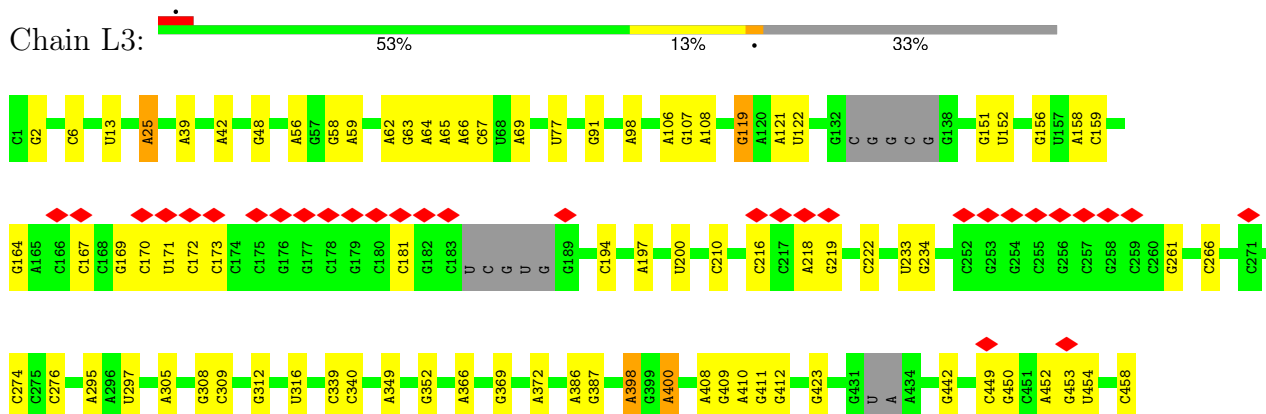 Chain L3:
53% 13% • 33%
C1 G2 C6 U13 A25 A39 A42 G48 A56 G57 G58 A59 A62 G63 A64 A65 A66 C67 U68 A69 U77 G91 A98 A106 G107 A108 G119 A120 A121 U122 G132 C G G C G G138 G151 U152 G156 U157 A158 C159
G164 A165 C166 C167 C168 G169 C170 U171 C172 C173 C174 C175 G176 G177 C178 G179 C180 C181 G182 C183 U C G U G G189 C194 A197 U200 C210 C216 C217 A218 G219 C222 U233 G234 C252 G253 G254 C255 G256 C257 G258 C259 C260 G261 C266 C271
C274 C275 C276 A295 A296 U297 A305 G308 C309 G312 U316 C339 C340 A349 G352 A366 G369 A372 A386 G387 A398 G399 A400 A408 G409 A410 G411 G412 G423 G431 U A A434 G442 C449 G450 C451 A452 G453 U454 C458